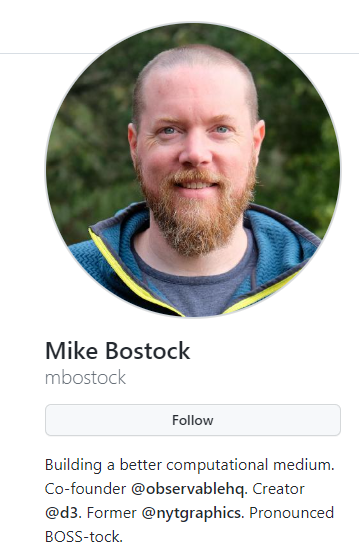 Mike Bostock
mbostock
Follow
Building a better computational medium.
Co-founder @observablehq. Creator
@d3. Former @nytgraphics. Pronounced
BOSS-tock.